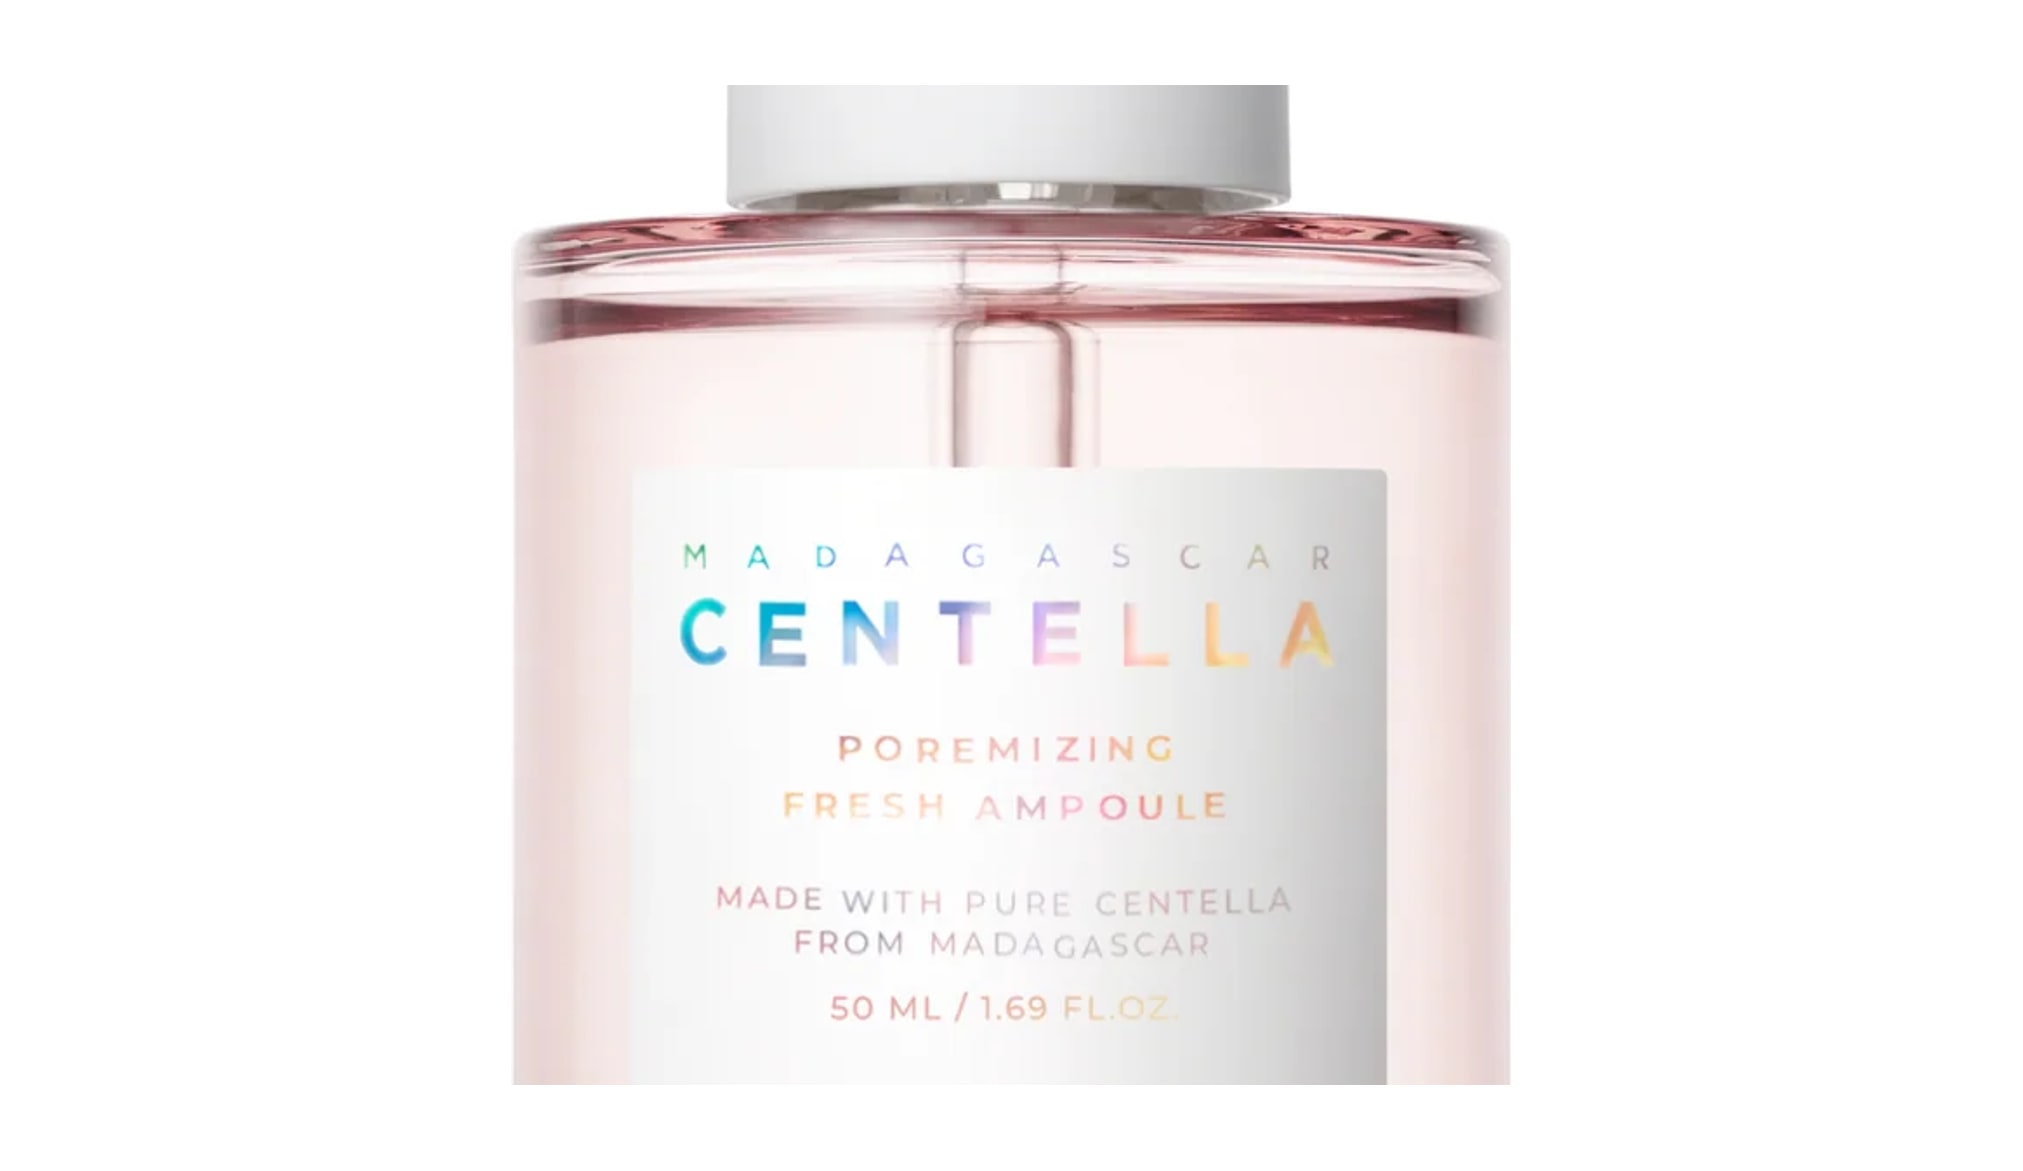 MADAGASCAR
CENTELLA
POREMIZING
FRESH AMPOULE
MADE WITH PURE CENTELLA
FROM MADAGASCAR
50 ML / 1.69 FL.OZ.